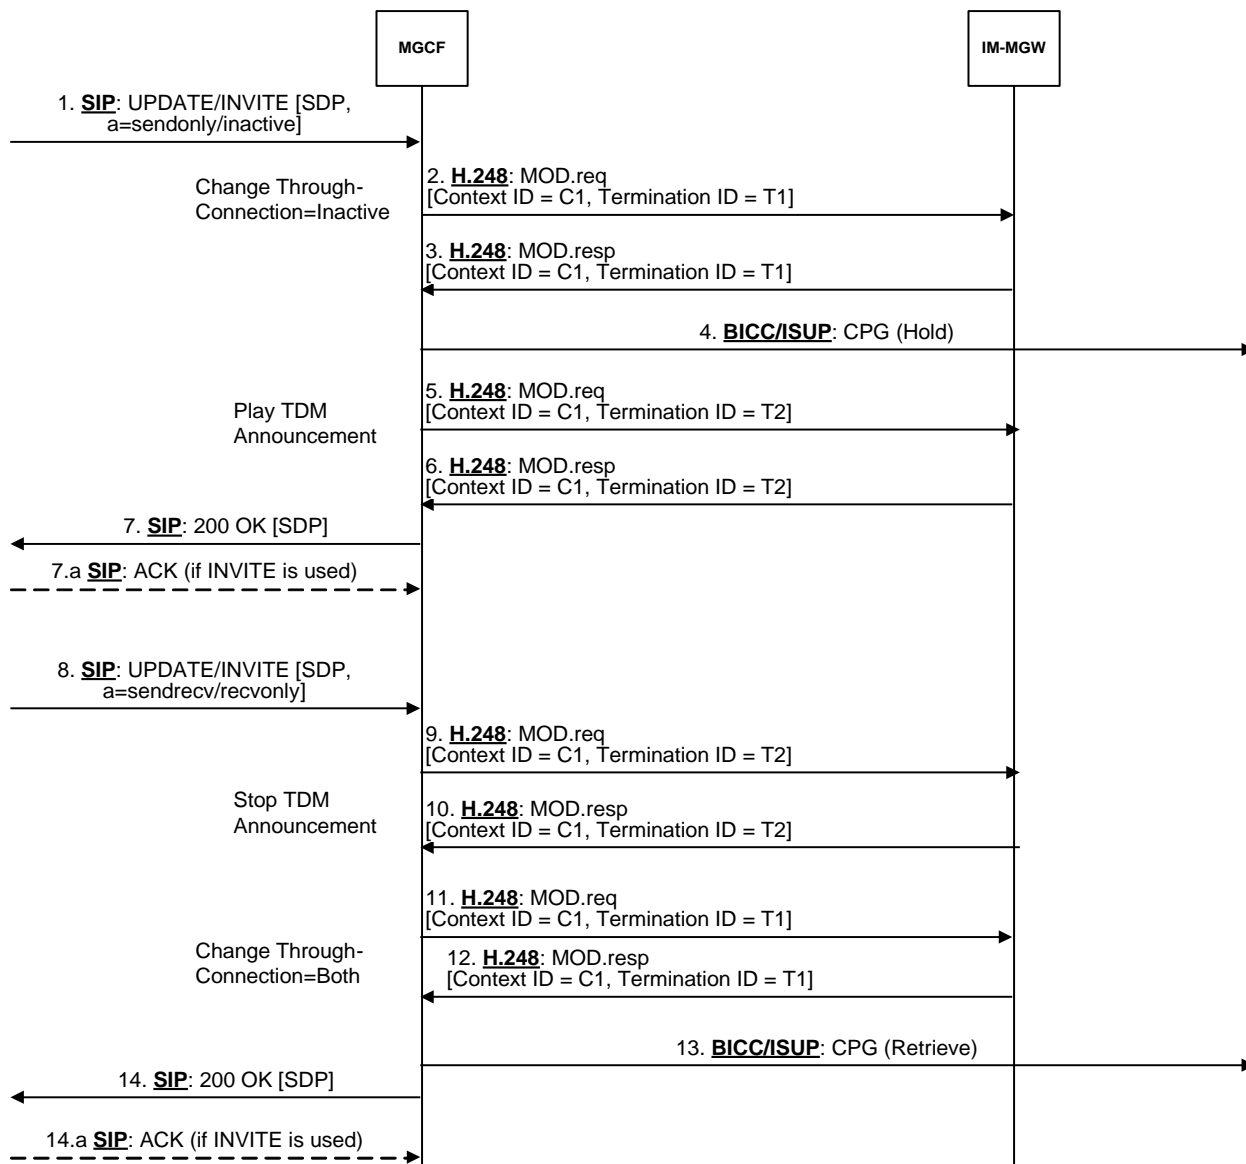 MGCF
IM-MGW
1. SIP: UPDATE/INVITE [SDP,
a=sendonly/inactive]
Change Through-
Connection=Inactive
2. H.248: MOD.req
[Context ID = C1, Termination ID = T1]
3. H.248: MOD.resp
[Context ID = C1, Termination ID = T1]
4. BICC/ISUP: CPG (Hold)
Play TDM
Announcement
5. H.248: MOD.req
[Context ID = C1, Termination ID = T2]
6. H.248: MOD.resp
[Context ID = C1, Termination ID = T2]
7. SIP: 200 OK [SDP]
7.a SIP: ACK (if INVITE is used)
8. SIP: UPDATE/INVITE [SDP,
a=sendrecv/recvonly]
9. H.248: MOD.req
[Context ID = C1, Termination ID = T2]
Stop TDM
Announcement
10. H.248: MOD.resp
[Context ID = C1, Termination ID = T2]
11. H.248: MOD.req
[Context ID = C1, Termination ID = T1]
Change Through-
Connection=Both
12. H.248: MOD.resp
[Context ID = C1, Termination ID = T1]
13. BICC/ISUP: CPG (Retrieve)
14. SIP: 200 OK [SDP]
14.a SIP: ACK (if INVITE is used)